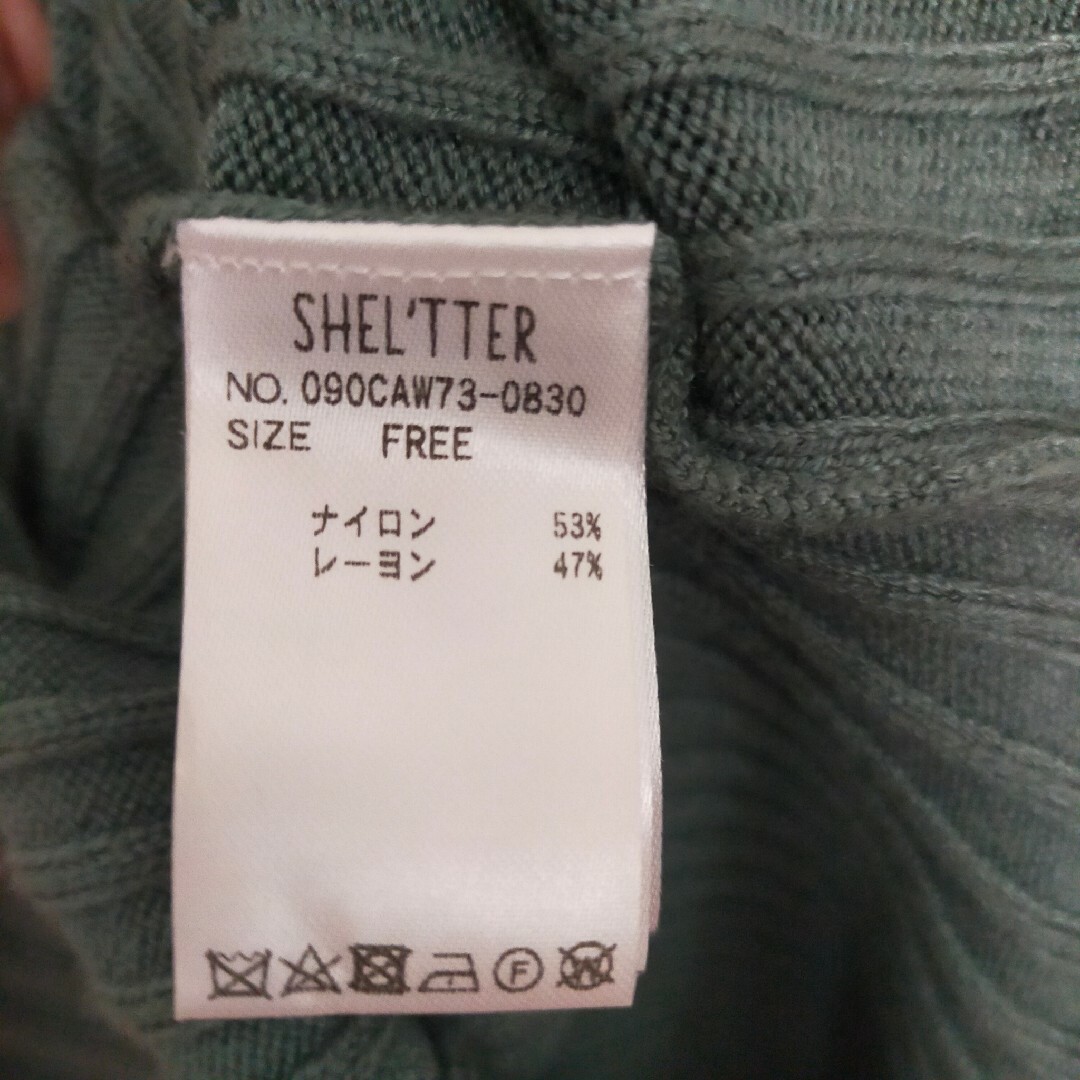 SHEL'TTER
NO. 090CAW73-0830
SIZE FREE
ナイロン 53%
レーヨン 47%
F W